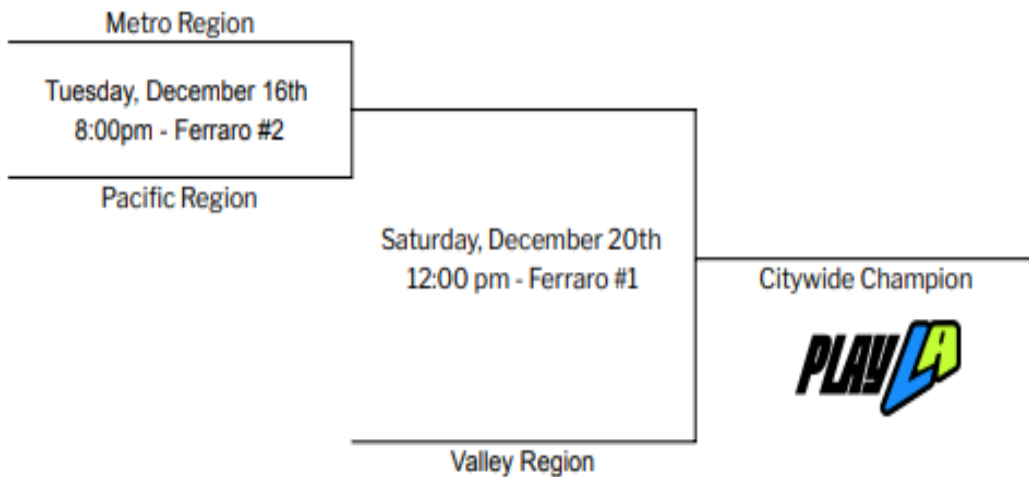 Metro Region
Tuesday, December 16th
8:00pm - Ferraro #2
Pacific Region
Saturday, December 20th
12:00 pm - Ferraro #1
Citywide Champion
PLAY LA
Valley Region